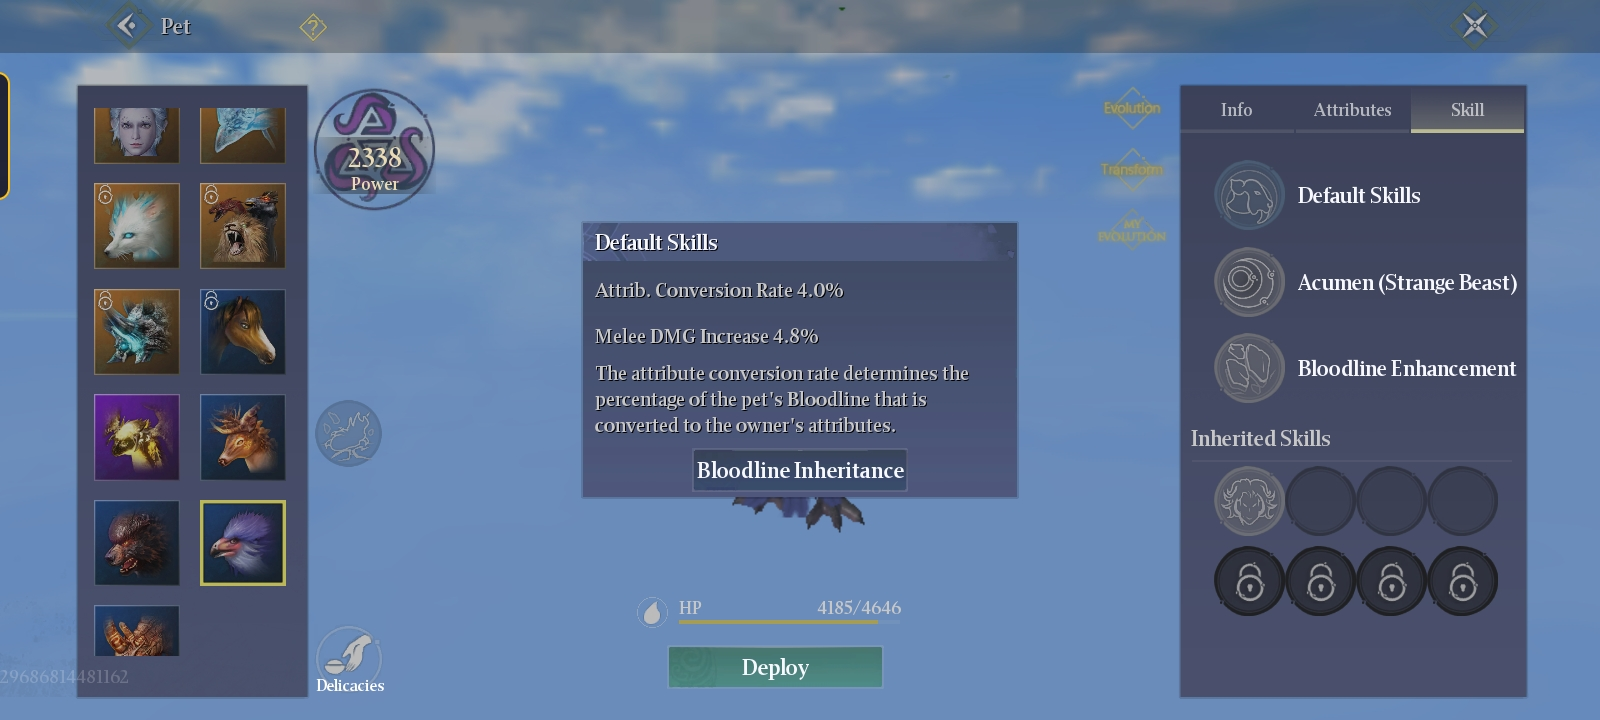 Pet
?
2338
Power
Evolution
Transform
MY
EVOLUTION
Info
Attributes
Skill
Default Skills
Acumen (Strange Beast)
Bloodline Enhancement
Inherited Skills
Default Skills
Attrib. Conversion Rate 4.0%
Melee DMG Increase 4.8%
The attribute conversion rate determines the
percentage of the pet's Bloodline that is
converted to the owner's attributes.
Bloodline Inheritance
HP
4185/4646
Deploy
Delicacies
29686814481162